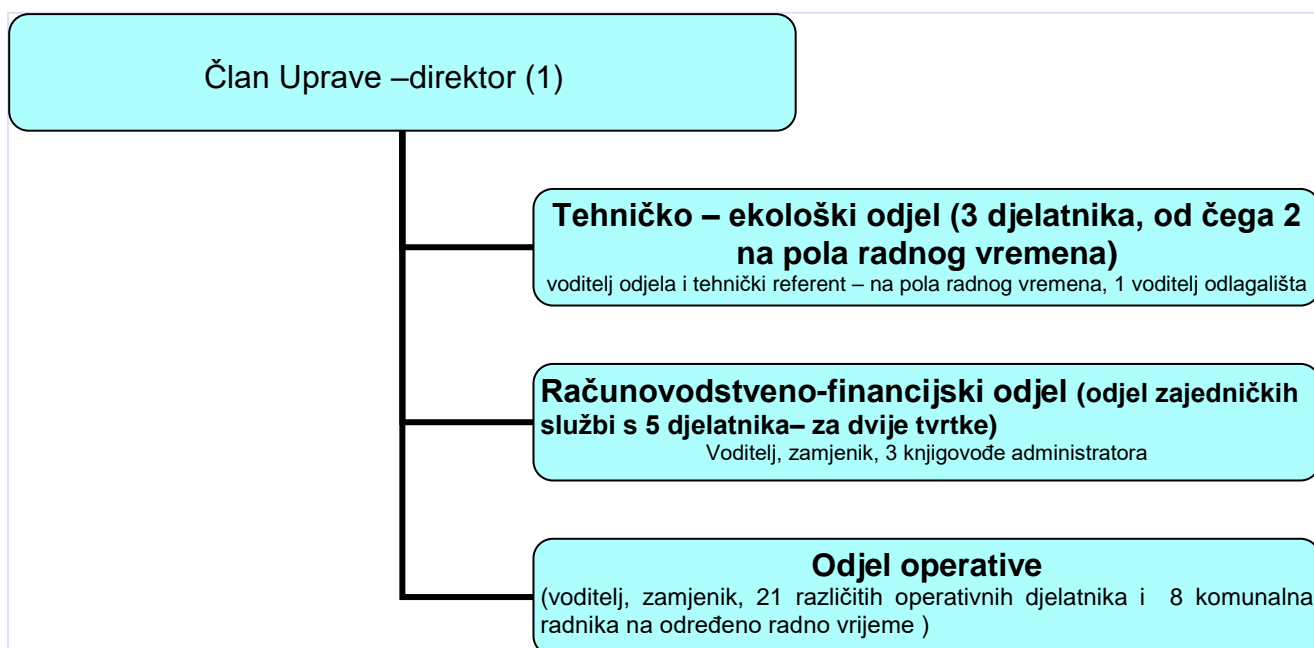 Član Uprave –direktor (1)
Tehničko – ekološki odjel (3 djelatnika, od čega 2
na pola radnog vremena)
voditelj odjela i tehnički referent – na pola radnog vremena, 1 voditelj odlagališta
Računovodstveno-financijski odjel (odjel zajedničkih
službi s 5 djelatnika– za dvije tvrtke)
Voditelj, zamjenik, 3 knjigovođe administratora
Odjel operative
(voditelj, zamjenik, 21 različitih operativnih djelatnika i 8 komunalna
radnika na određeno radno vrijeme )